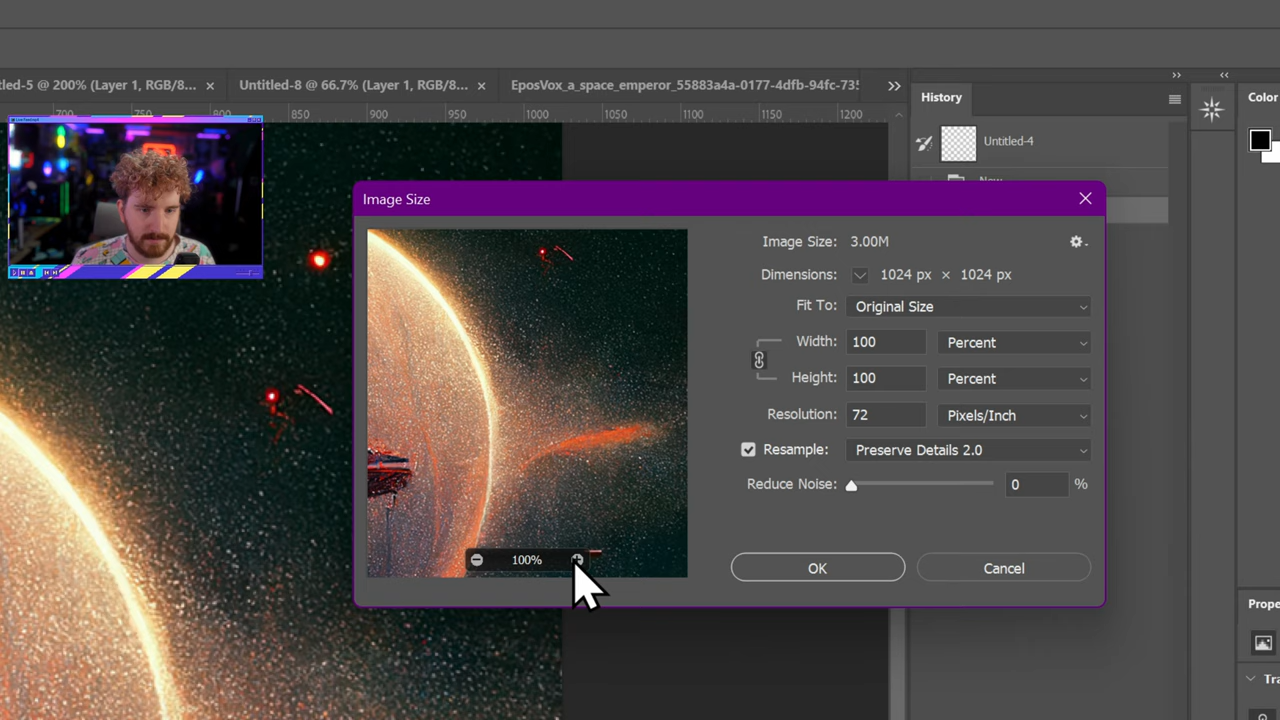 tled-5 @ 200% (Layer 1, RGB/8... ×
Untitled-8 @ 66.7% (Layer 1, RGB/8... ×
EposVox_a_space_emperor_55883a4a-0177-4dfb-94fc-735
700 750 800 850 900 950 1000 1050 1100 1150 1200
History
Color
Untitled-4
New
Image Size
Image Size: 3.00M
Dimensions: 1024 px × 1024 px
Fit To: Original Size
Width: 100 Percent
Height: 100 Percent
Resolution: 72 Pixels/Inch
Resample: Preserve Details 2.0
Reduce Noise: 0 %
100%
OK
Cancel
Prope
Tra